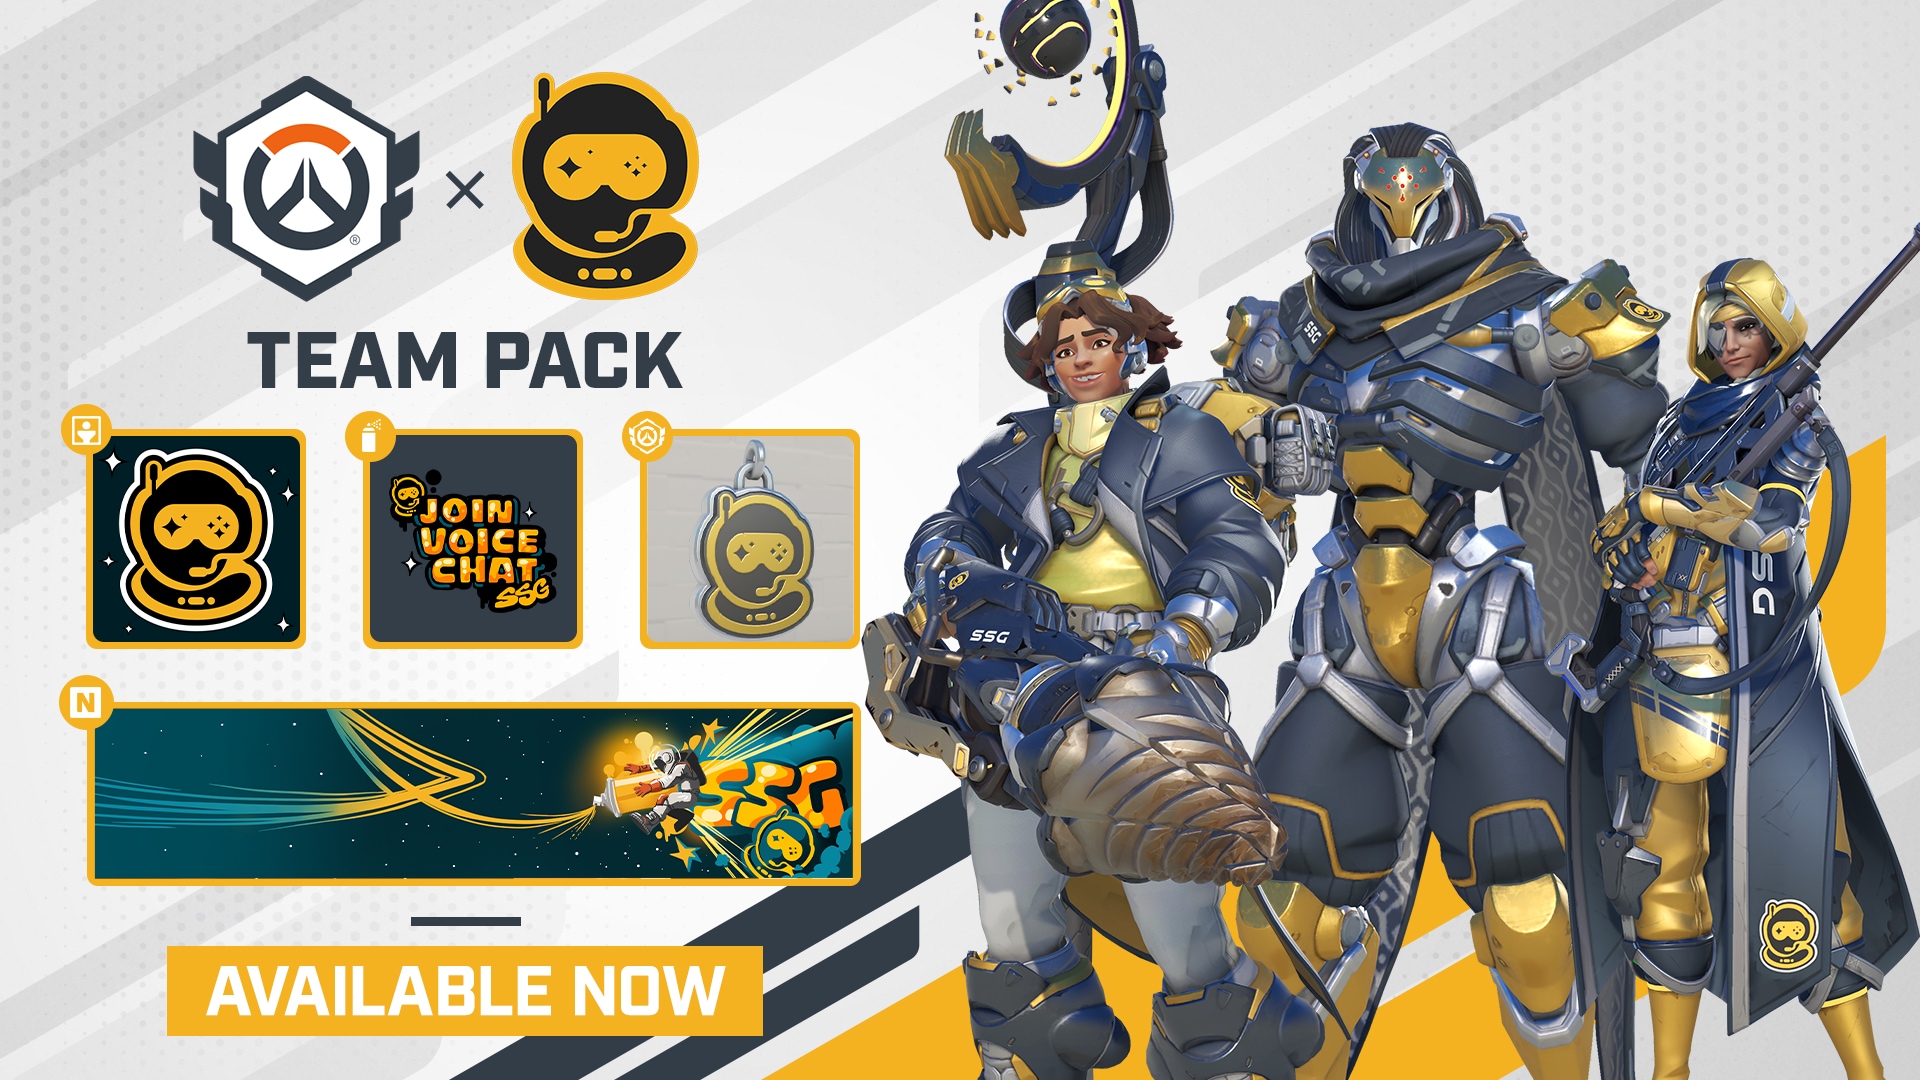 ®
×
TEAM PACK
JOIN
VOICE
CHAT
SSG
N
SSG
AVAILABLE NOW
SSG
SSG
SSG